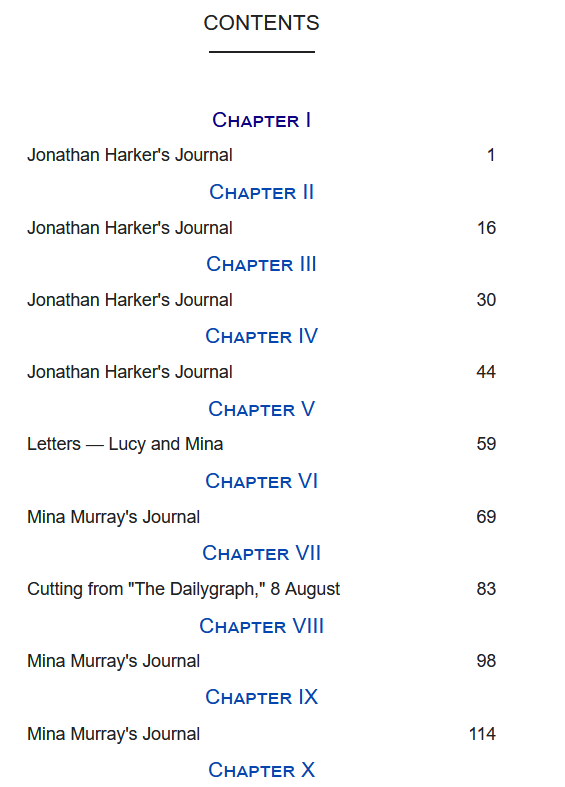 CONTENTS
Chapter I
Jonathan Harker's Journal 1
Chapter II
Jonathan Harker's Journal 16
Chapter III
Jonathan Harker's Journal 30
Chapter IV
Jonathan Harker's Journal 44
Chapter V
Letters — Lucy and Mina 59
Chapter VI
Mina Murray's Journal 69
Chapter VII
Cutting from "The Dailygraph," 8 August 83
Chapter VIII
Mina Murray's Journal 98
Chapter IX
Mina Murray's Journal 114
Chapter X